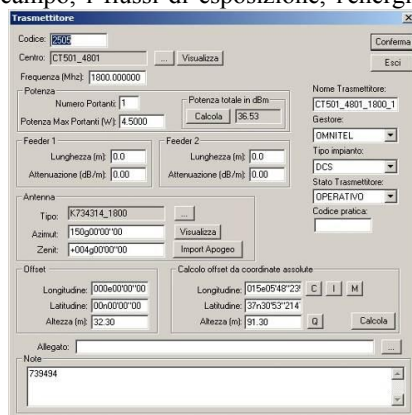 campo, i flussi di esposizione, l'energi
Trasmettitore
Codice: 2505
Conferma
Centro: CT501_4801 ... Visualizza
Esci
Frequenza (Mhz): 1800.000000
Potenza
Numero Portanti: 1
Potenza Max Portanti (W): 4.5000
Potenza totale in dBm
Calcola 36.53
Nome Trasmettitore:
CT501_4801_1800_1
Gestore:
OMNITEL
Tipo impianto:
DCS
Stato Trasmettitore:
OPERATIVO
Codice pratica:
Feeder 1
Lunghezza (m): 0.0
Attenuazione (dB/m): 0.00
Feeder 2
Lunghezza (m): 0.0
Attenuazione (dB/m): 0.00
Antenna
Tipo: K734314_1800 ...
Azimut: 150g00'00"00 Visualizza
Zenit: +004g00'00"00 Import Apogeo
Offset
Longitudine: 000e00'00"00
Latitudine: 00n00'00"00
Altezza (m): 32.30
Calcolo offset da coordinate assolute
Longitudine: 015e05'48"23 C I M
Latitudine: 37n30'53"214
Altezza (m): 91.30 Q Calcola
Allegato: ...
Note
739494